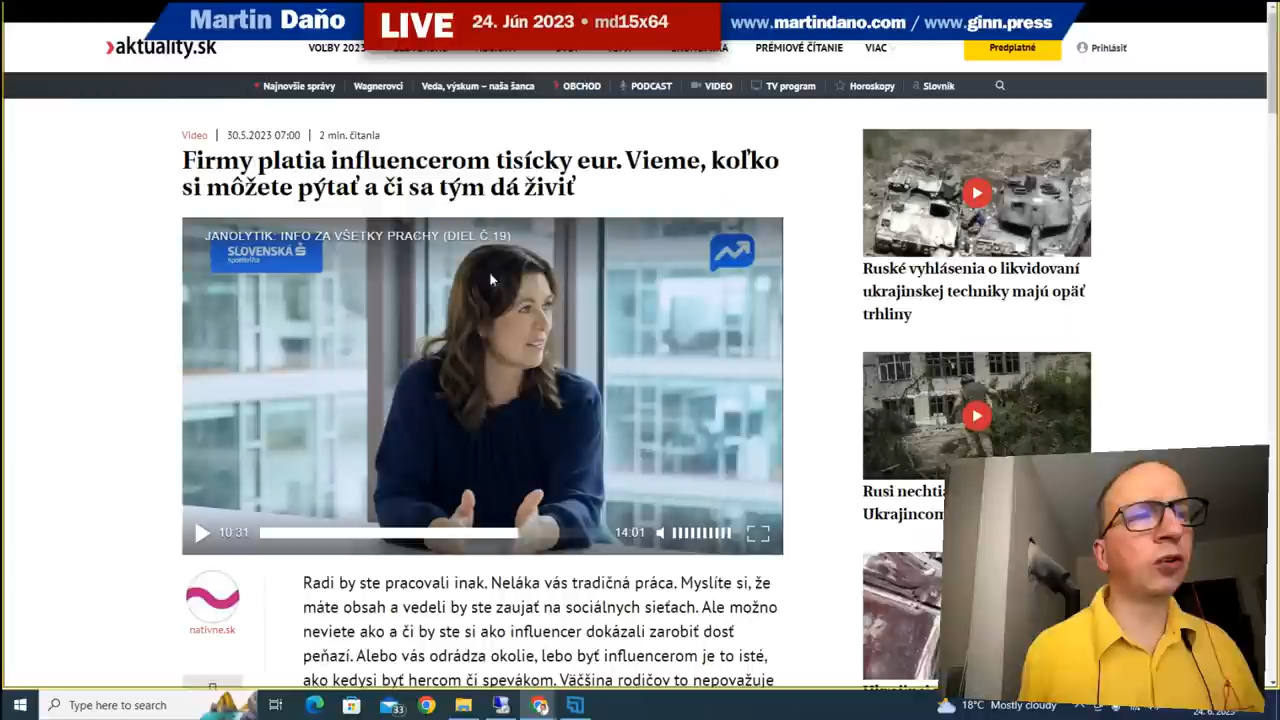 Martin Daňo
LIVE
24. Jún 2023 • md15x64
www.martindano.com / www.ginn.press
aktuality.sk
VOĽBY 2023
PRÉMIOVÉ ČÍTANIE
VIAC
Predplatné
Prihlásiť
Najnovšie správy
Wagnerovci
Veda, výskum – naša šanca
OBCHOD
PODCAST
VIDEO
TV program
Horoskopy
Slovník
Video | 30.5.2023 07:00 | 2 min. čítania
Firmy platia influencerom tisícky eur. Vieme, koľko
si môžete pýtať a či sa tým dá živiť
JANOLYTIK: INFO ZA VŠETKY PRACHY (DIEL Č 19)
SLOVENSKÁ
sporiteľňa
10:31
14:01
nativne.sk
Radi by ste pracovali inak. Neláka vás tradičná práca. Myslíte si, že
máte obsah a vedeli by ste zaujať na sociálnych sieťach. Ale možno
neviete ako a či by ste si ako influencer dokázali zarobiť dosť
peňazí. Alebo vás odrádza okolie, lebo byť influencerom je to isté,
ako kedysi byť hercom či spevákom. Väčšina rodičov to nepovažuje
Ruské vyhlásenia o likvidovaní
ukrajinskej techniky majú opäť
trhliny
Rusi nechti
Ukrajincom
Type here to search
33
18°C Mostly cloudy
24. 6. 2023